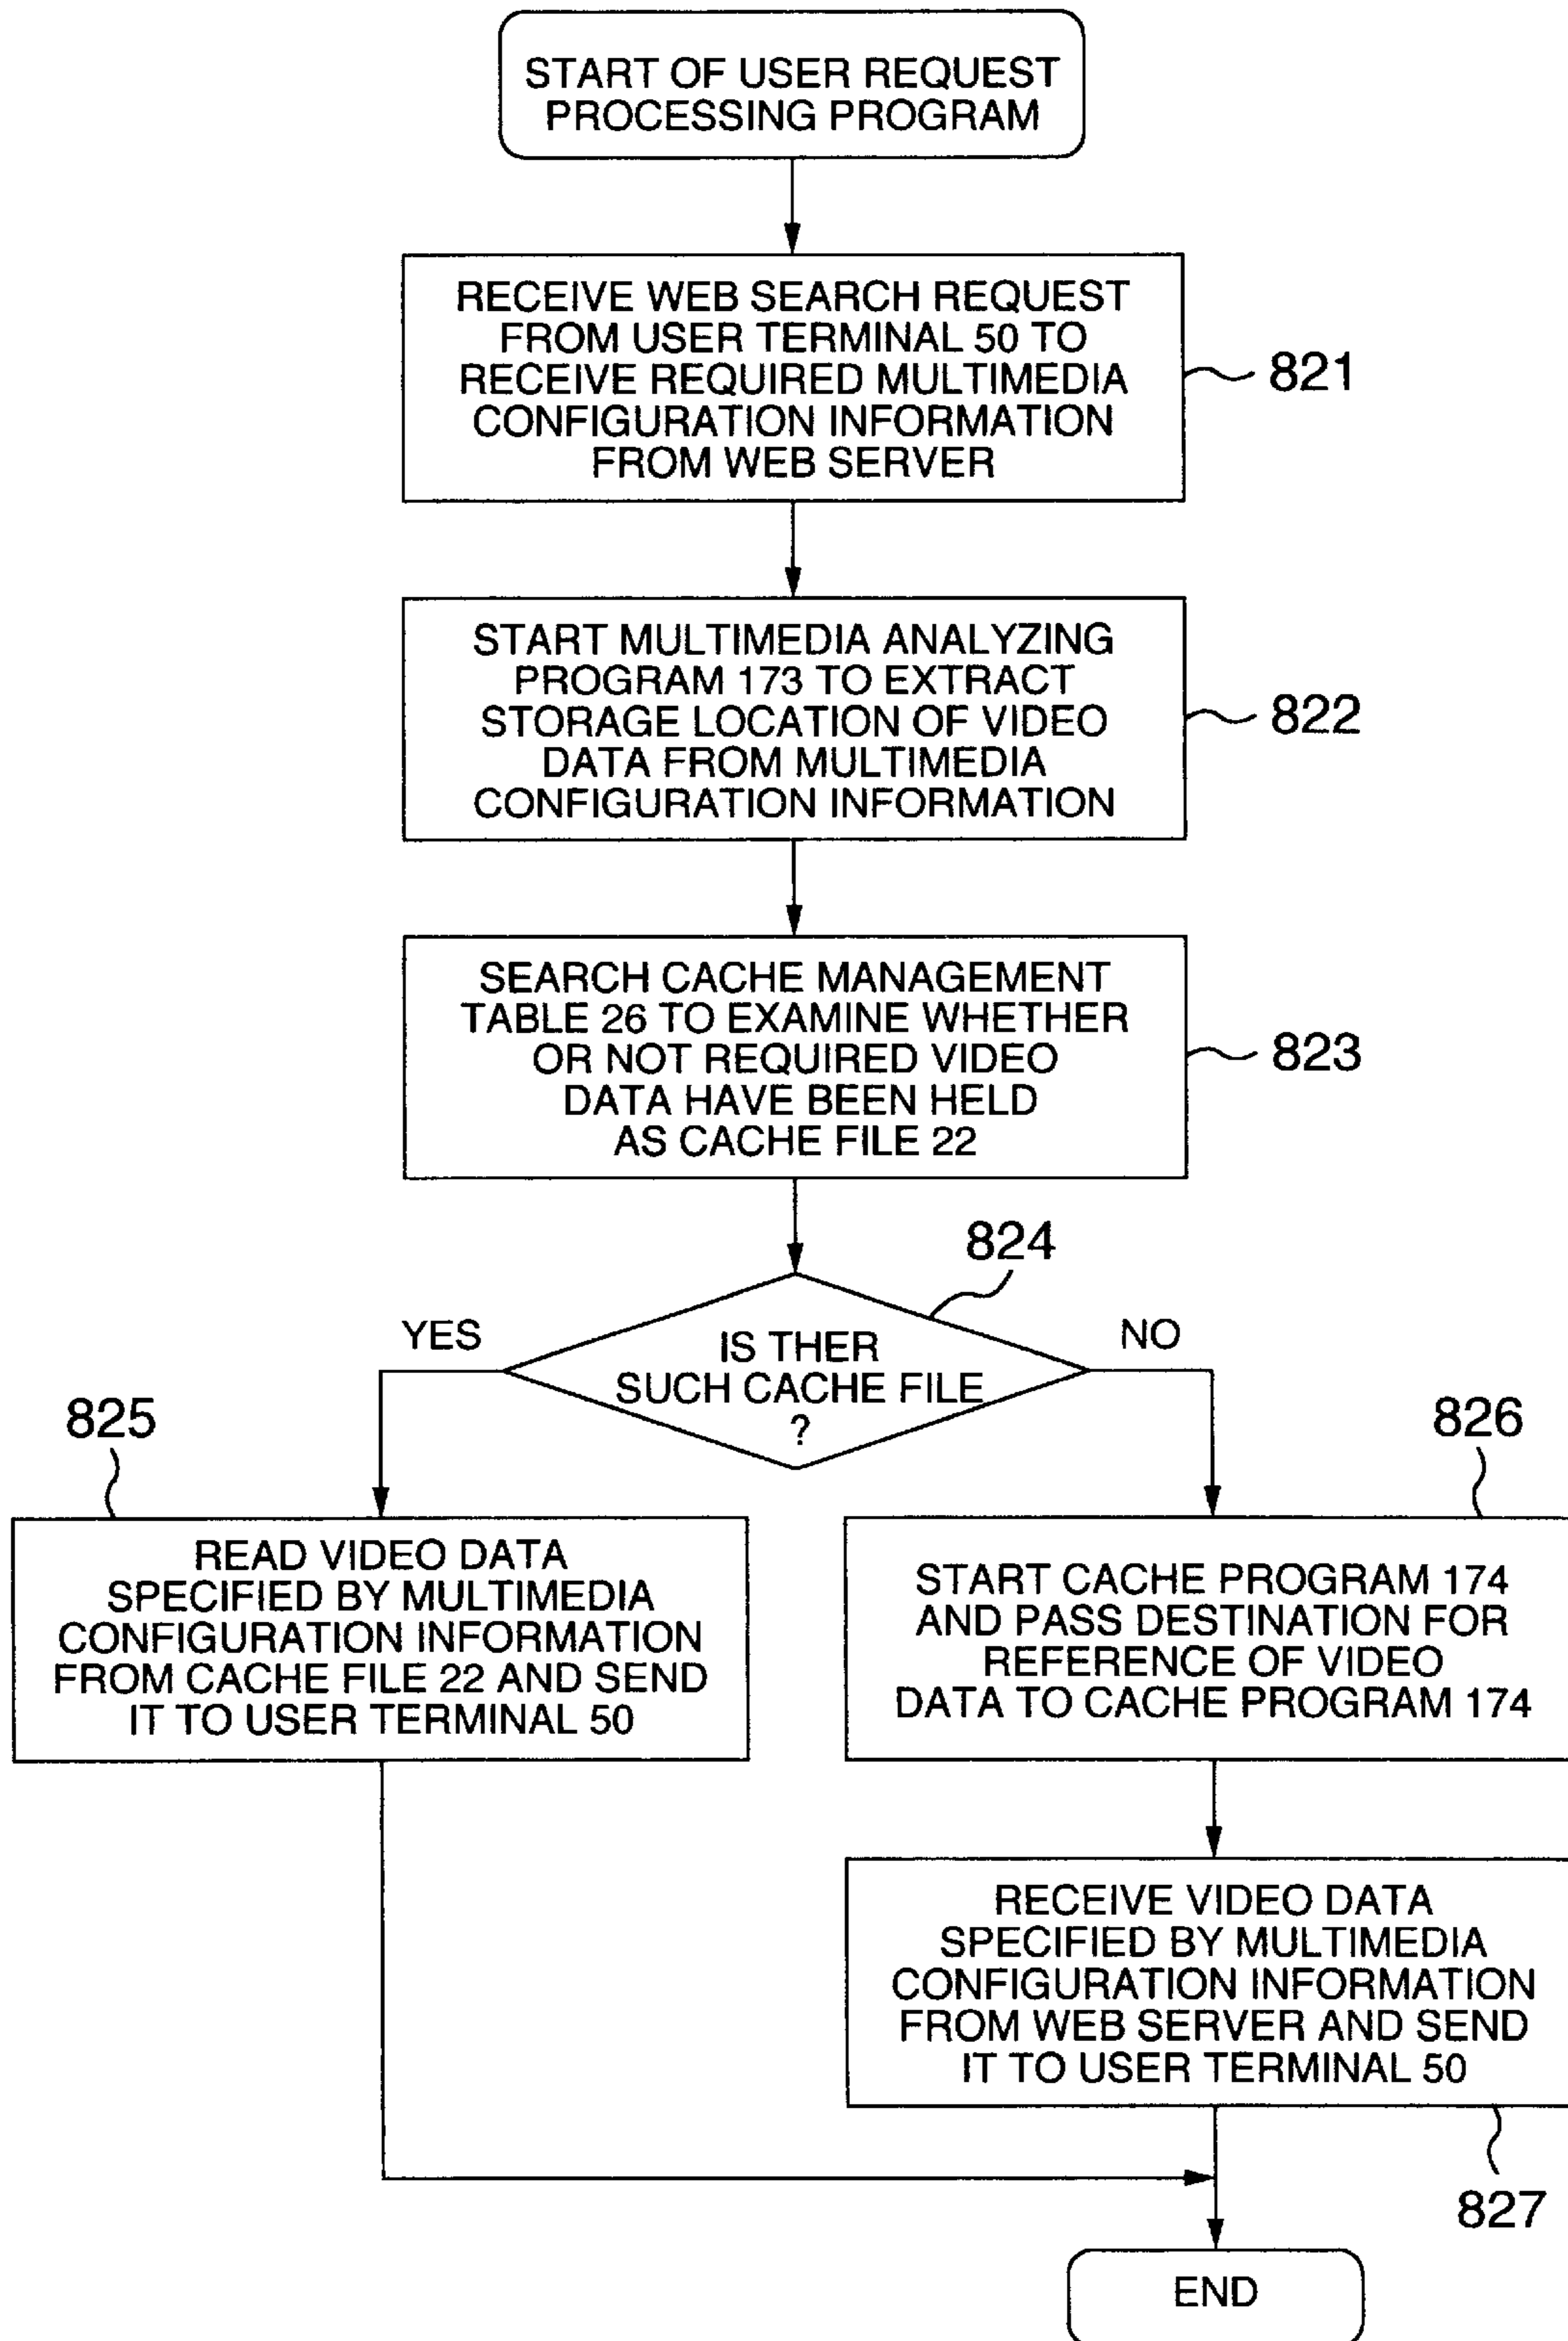 START OF USER REQUEST
PROCESSING PROGRAM
RECEIVE WEB SEARCH REQUEST
FROM USER TERMINAL 50 TO
RECEIVE REQUIRED MULTIMEDIA
CONFIGURATION INFORMATION
FROM WEB SERVER
821
START MULTIMEDIA ANALYZING
PROGRAM 173 TO EXTRACT
STORAGE LOCATION OF VIDEO
DATA FROM MULTIMEDIA
CONFIGURATION INFORMATION
822
SEARCH CACHE MANAGEMENT
TABLE 26 TO EXAMINE WHETHER
OR NOT REQUIRED VIDEO
DATA HAVE BEEN HELD
AS CACHE FILE 22
823
824
YES
IS THER
SUCH CACHE FILE
?
NO
825
READ VIDEO DATA
SPECIFIED BY MULTIMEDIA
CONFIGURATION INFORMATION
FROM CACHE FILE 22 AND SEND
IT TO USER TERMINAL 50
826
START CACHE PROGRAM 174
AND PASS DESTINATION FOR
REFERENCE OF VIDEO
DATA TO CACHE PROGRAM 174
RECEIVE VIDEO DATA
SPECIFIED BY MULTIMEDIA
CONFIGURATION INFORMATION
FROM WEB SERVER AND SEND
IT TO USER TERMINAL 50
827
END